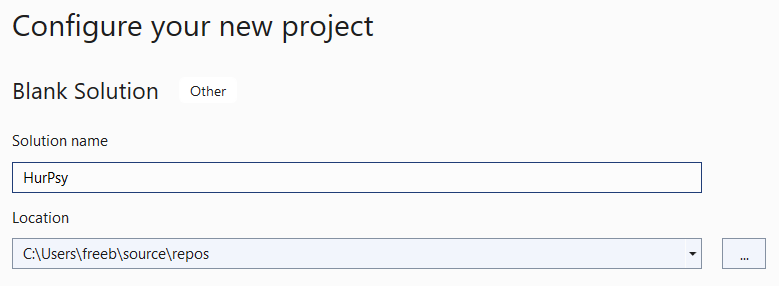 Configure your new project
Blank Solution Other
Solution name
HurPsy
Location
C:\Users\freeb\source\repos
...